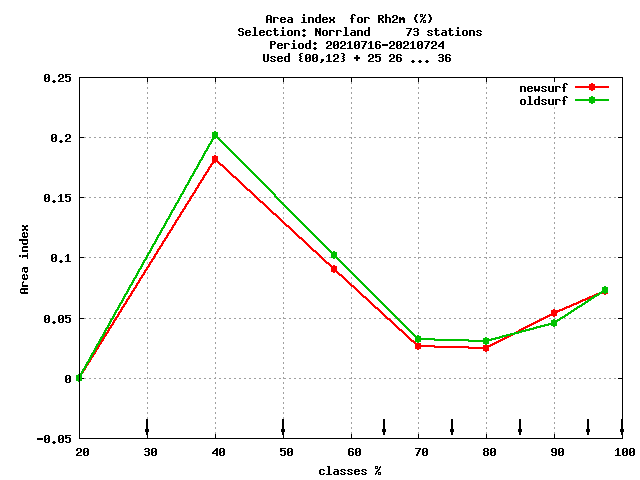 Area index  for Rh2m (%)
Selection: Norrland     73 stations
Period: 20210716-20210724
Used {00,12} + 25 26 ... 36
newsurf
oldsurf
0.25
0.2
0.15
0.1
0.05
0
-0.05
Area index
20 30 40 50 60 70 80 90 100
classes %